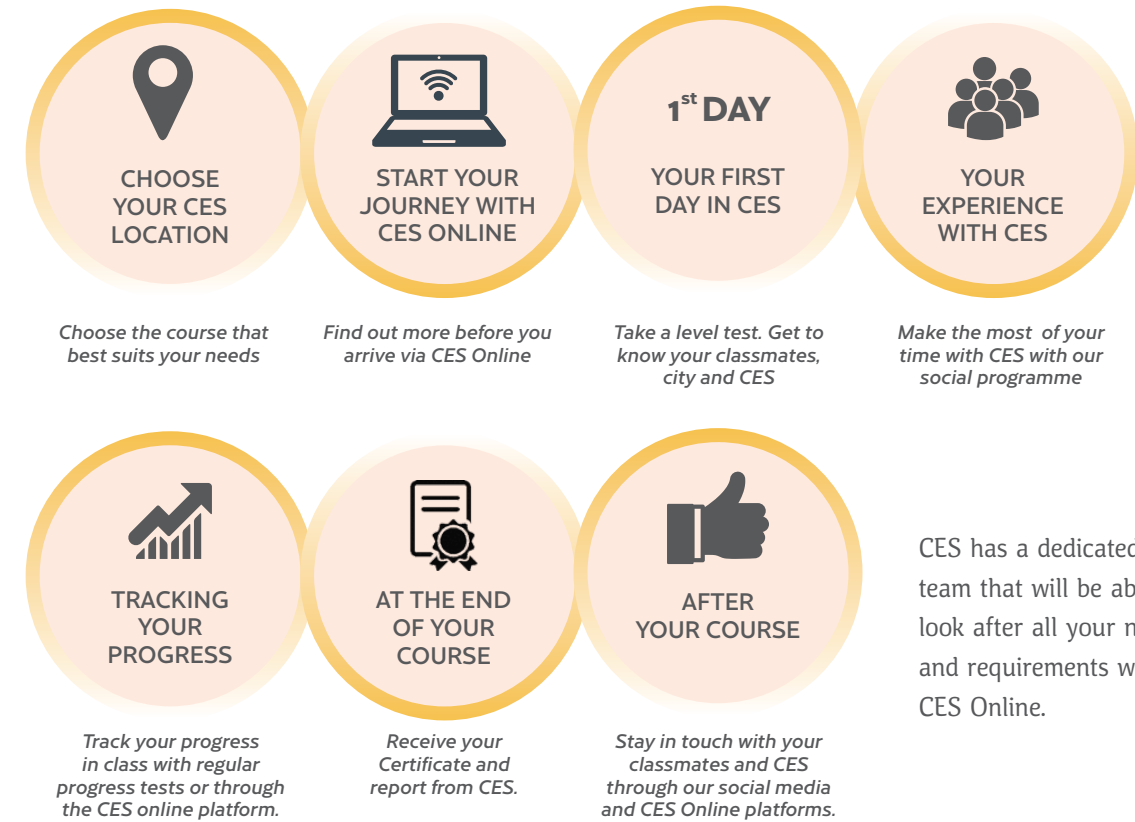 CHOOSE
YOUR CES
LOCATION
Choose the course that
best suits your needs
START YOUR
JOURNEY WITH
CES ONLINE
Find out more before you
arrive via CES Online
1st DAY
YOUR FIRST
DAY IN CES
Take a level test. Get to
know your classmates,
city and CES
YOUR
EXPERIENCE
WITH CES
Make the most of your
time with CES with our
social programme
TRACKING
YOUR
PROGRESS
Track your progress
in class with regular
progress tests or through
the CES online platform.
AT THE END
OF YOUR
COURSE
Receive your
Certificate and
report from CES.
AFTER
YOUR COURSE
Stay in touch with your
classmates and CES
through our social media
and CES Online platforms.
CES has a dedicated
team that will be
look after all your
and requirements
CES Online.